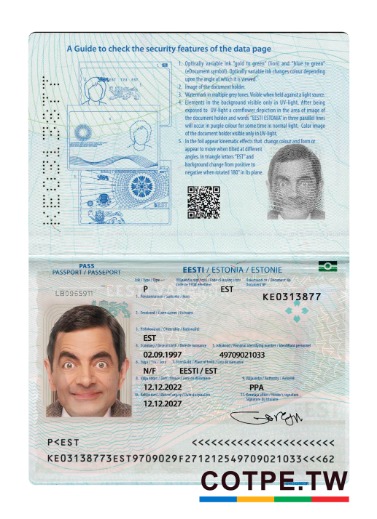 A Guide to check the security features of the data page
1. Optically variable ink "gold to green" (lion) and "blue to green"
(eDocument symbol). Optically variable ink changes colour depending
upon the angle at which it is viewed.
2. Image of the document holder.
3. Watermark in multiple grey tones. Visible when held against a light source.
4. Elements in the background visible only in UV-light. After being
exposed to UV-light a cornflower depiction in the area of image of
the document holder and words "EESTI ESTONIA" in three parallel lines
will occur in purple colour for some time in normal light. Color image
of the document holder visible only in UV-light.
5. In the foil appear kinematic effects that change colour and form or
appear to move when tilted at different
angles. In margin letters "EST" and
background change from positive to
negative when rotated 180° in its plane.
KE0313877
PASS
PASSPORT / PASSEPORT
EESTI / ESTONIA / ESTONIE
LB0965911
P
EST
KE0313877
EST
02.09.1997
49709021033
N/F
EESTI / EST
12.12.2022
PPA
12.12.2027
P<EST
<<<<<<<<<<<<<<<<<<<<<<<
KE03138773EST9709029F27121254970902103​3<<<62
COTPE.TW